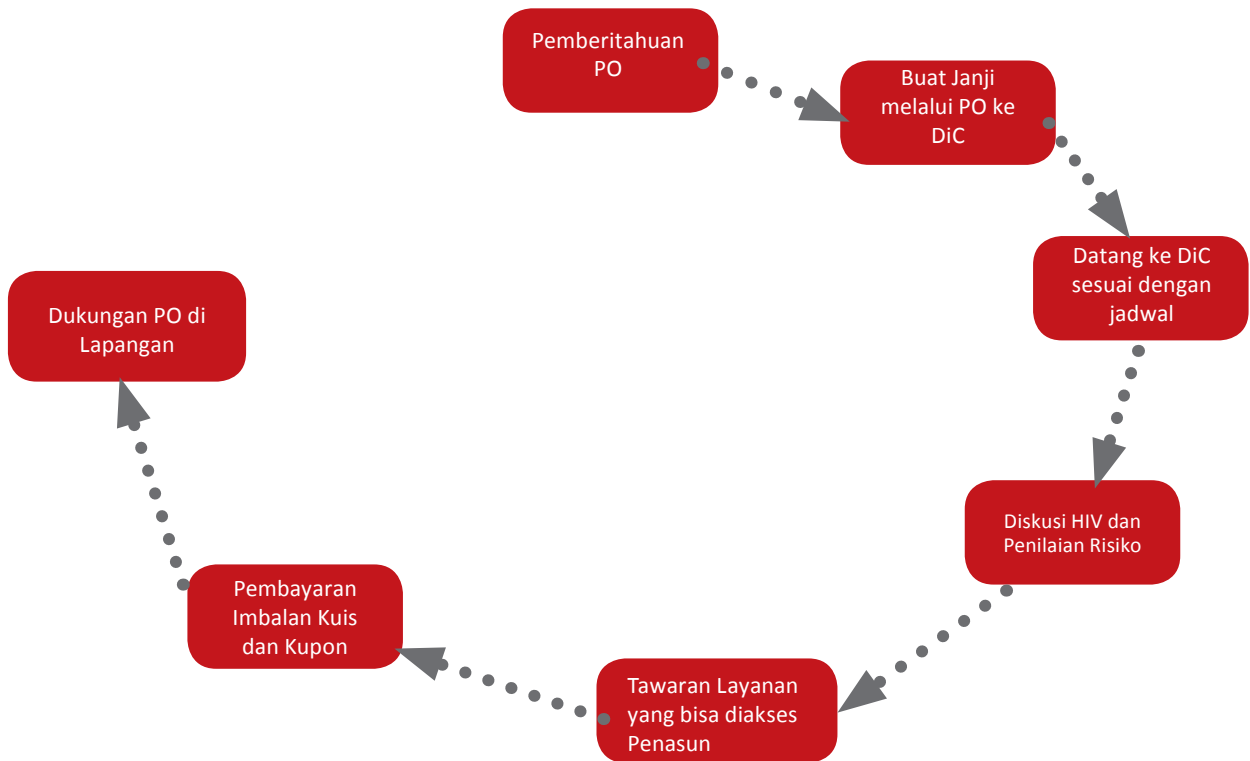 Pemberitahuan
PO
Buat Janji
melalui PO ke
DiC
Datang ke DiC
sesuai dengan
jadwal
Diskusi HIV dan
Penilaian Risiko
Tawaran Layanan
yang bisa diakses
Penasun
Pembayaran
Imbalan Kuis
dan Kupon
Dukungan PO di
Lapangan